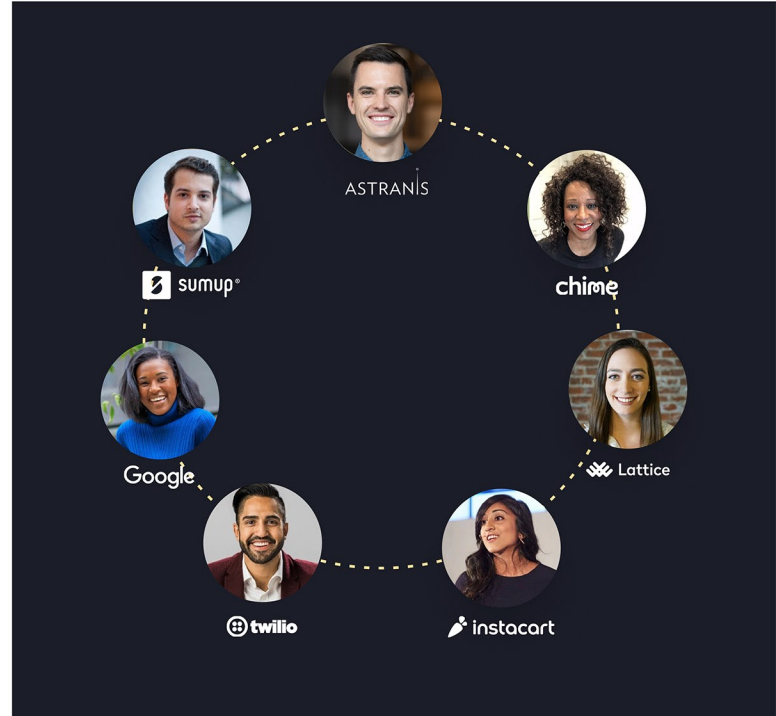 ASTRANIS
sumup®
chime
Google
Lattice
twilio
instacart